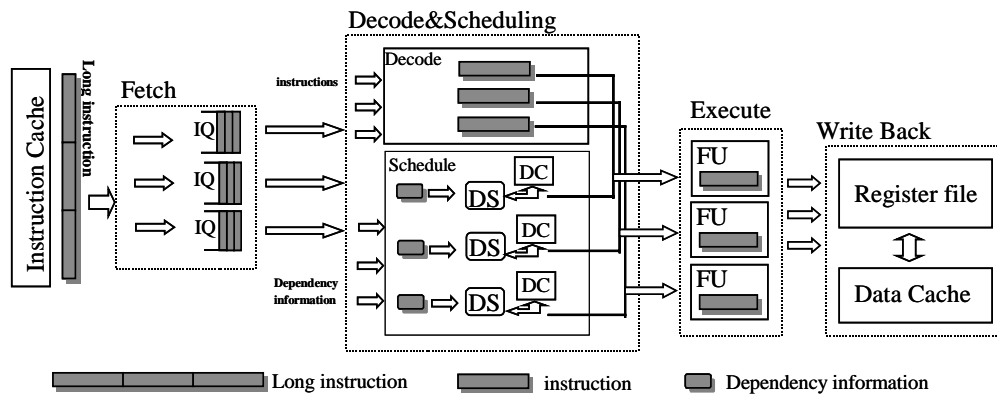 Decode&Scheduling
Instruction Cache
Long instruction
Fetch
IQ
IQ
IQ
instructions
Dependency
information
Decode
Schedule
DS
DC
DS
DC
DS
DC
Execute
FU
FU
FU
Write Back
Register file
Data Cache
Long instruction
instruction
Dependency information